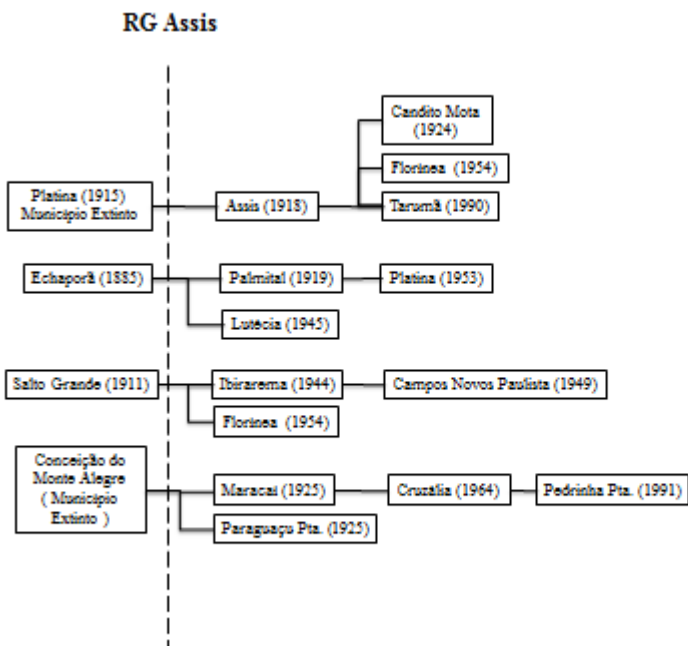 RG Assis
Candito Mota
(1924)
Florínea (1954)
Platina (1915)
Município Extinto
Assis (1918)
Tarumã (1990)
Echaporã (1885)
Palmital (1919)
Platina (1953)
Lutécia (1945)
Salto Grande (1911)
Ibirarema (1944)
Campos Novos Paulista (1949)
Florínea (1954)
Conceição do
Monte Alegre
( Município
Extinto )
Maracaí (1925)
Cruzália (1964)
Pedrinha Pta. (1991)
Paraguaçu Pta. (1925)